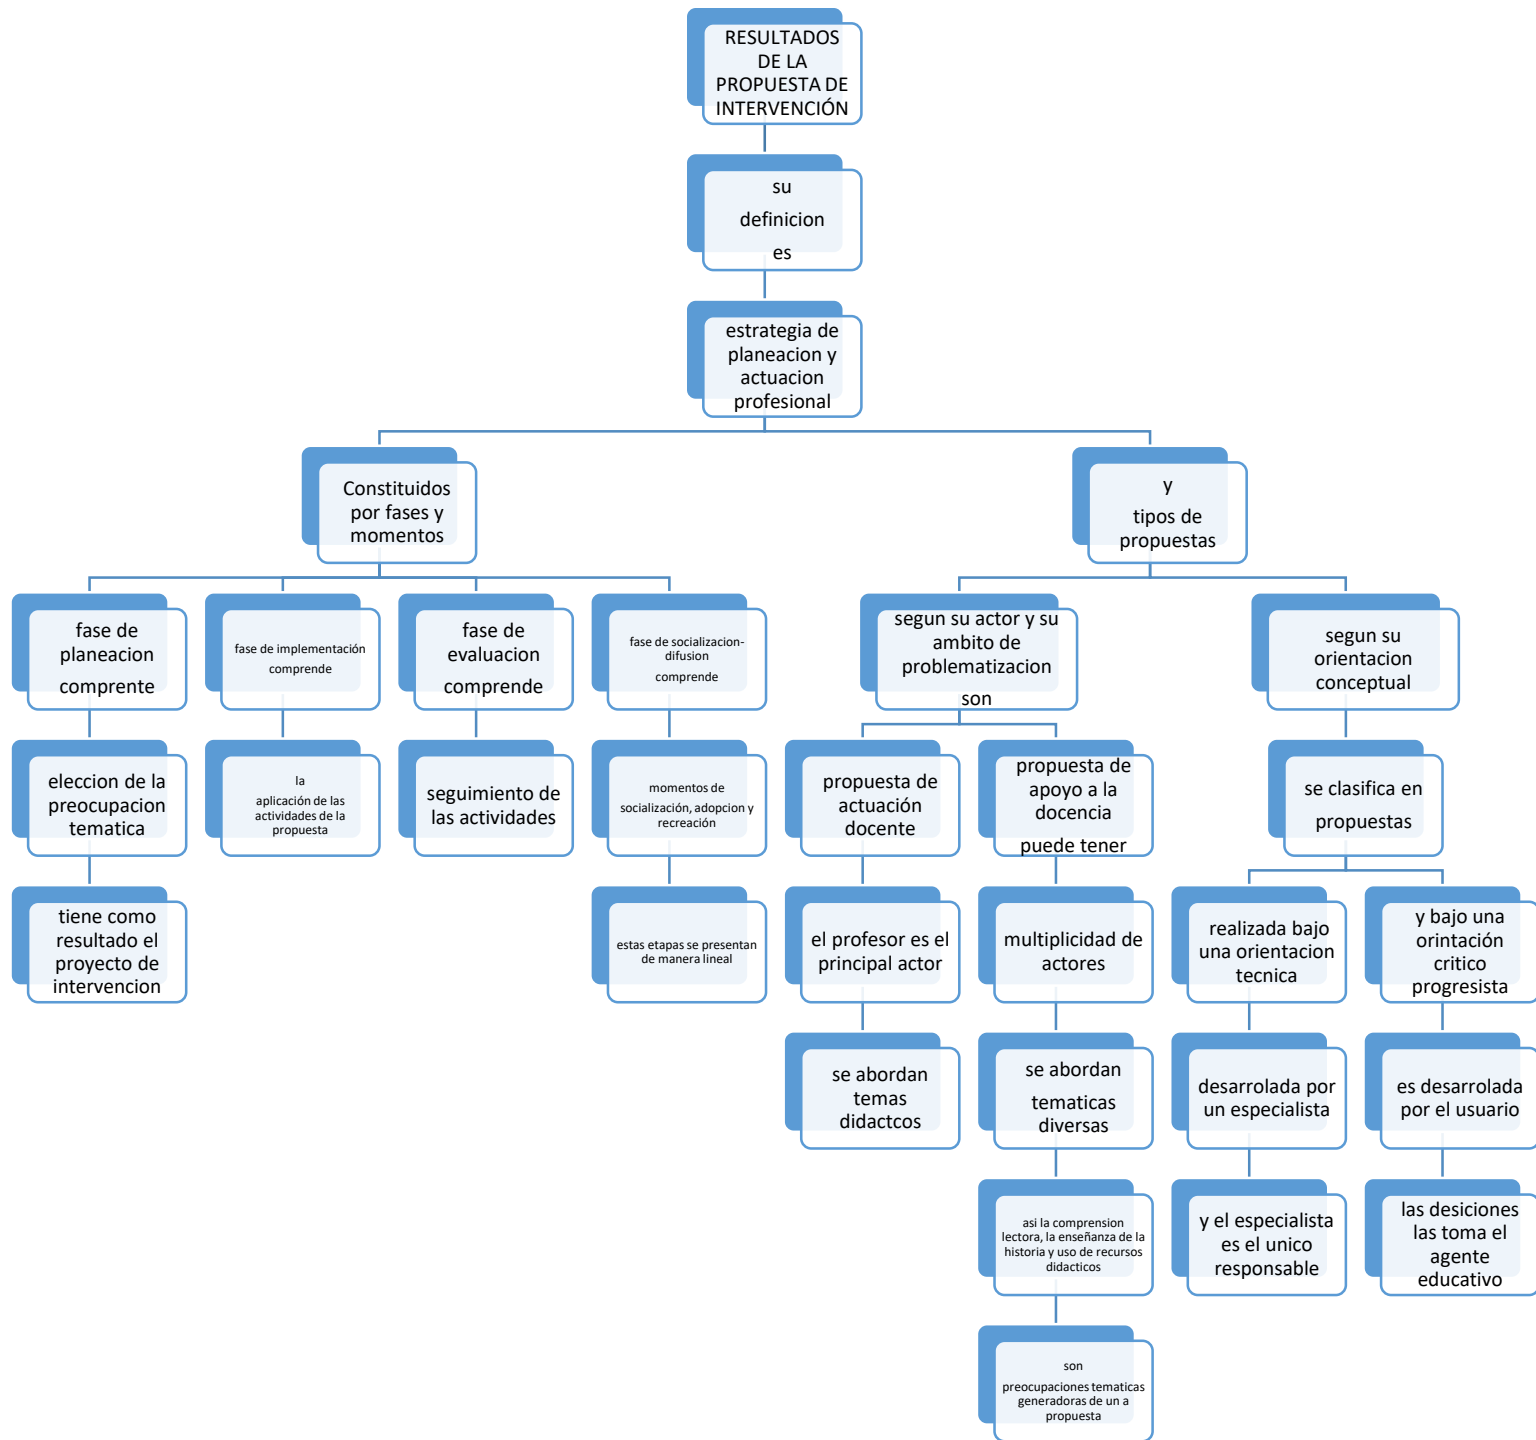 RESULTADOS
DE LA
PROPUESTA DE
INTERVENCIÓN
su
definicion
es
estrategia de
planeacion y
actuacion
profesional
Constituidos
por fases y
momentos
y
tipos de
propuestas
fase de
planeacion
comprente
fase de implementación
comprende
fase de
evaluacion
comprende
fase de socializacion-
difusion
comprende
segun su actor y su
ambito de
problematizacion
son
segun su
orientacion
conceptual
eleccion de la
preocupacion
tematica
la
aplicación de las
actividades de la
propuesta
seguimiento de
las actividades
momentos de
socialización, adopcion y
recreación
propuesta de
actuación
docente
propuesta de
apoyo a la
docencia
puede tener
se clasifica en
propuestas
tiene como
resultado el
proyecto de
intervencion
estas etapas se presentan
de manera lineal
el profesor es el
principal actor
multiplicidad de
actores
realizada bajo
una orientacion
tecnica
y bajo una
orintación
critico
progresista
se abordan
temas
didactcos
se abordan
tematicas
diversas
desarrolada por
un especialista
es desarrolada
por el usuario
asi la comprension
lectora, la enseñanza de la
historia y uso de recursos
didacticos
y el especialista
es el unico
responsable
las desiciones
las toma el
agente
educativo
son
preocupaciones tematicas
generadoras de un a
propuesta